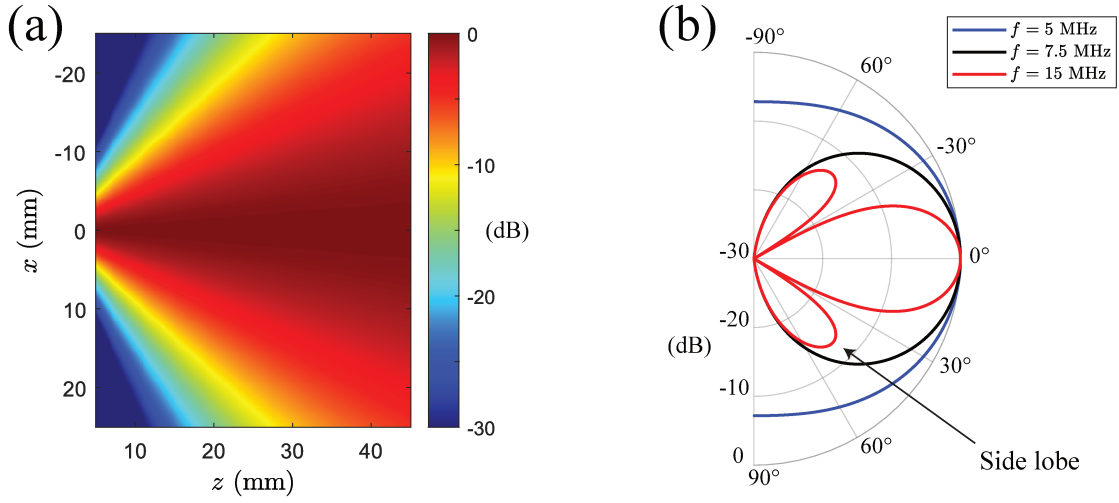 (a)
-20
-10
0
10
20
x (mm)
10
20
30
40
z (mm)
0
-10
-20
-30
(dB)
(b)
f = 5 MHz
f = 7.5 MHz
f = 15 MHz
-90°
60°
-30°
0°
30°
60°
90°
-30
-20
-10
0
(dB)
Side lobe